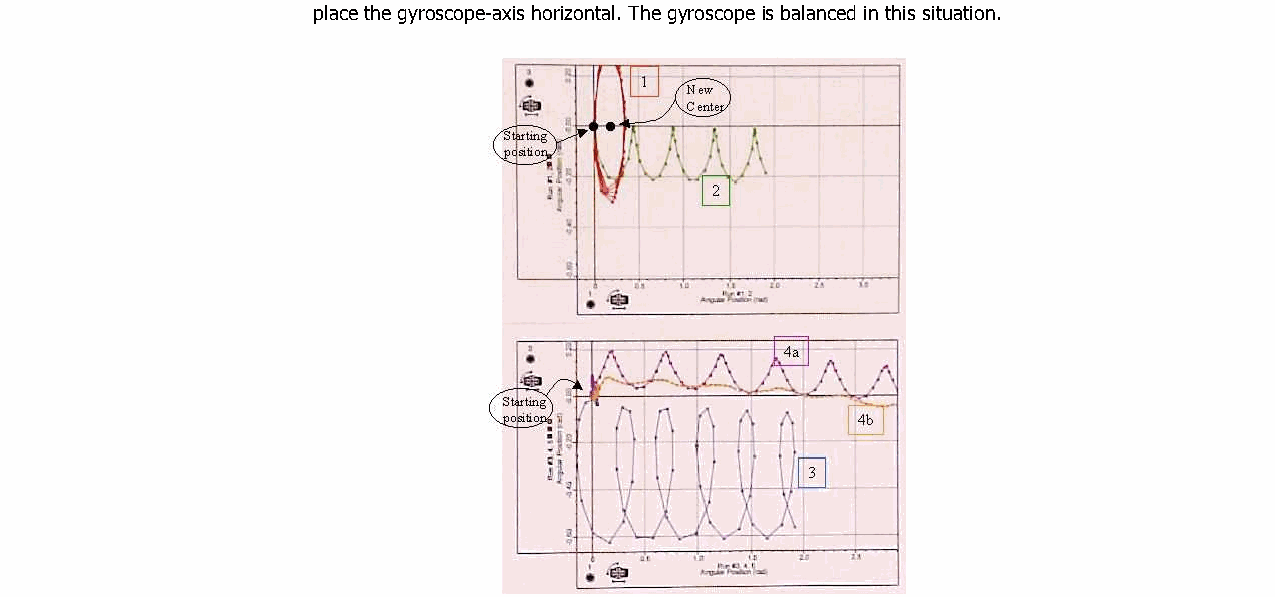 place the gyroscope-axis horizontal. The gyroscope is balanced in this situation.
1
New
Center
Starting
position
2
0 0.5 1.0 1.5 2.0 2.5 3.0
Run #1, 2
Angular Position (rad)
4a
Starting
position
4b
3
0 0.5 1.0 2.0 2.5
Run #3, 4, 5
Angular Position (rad)